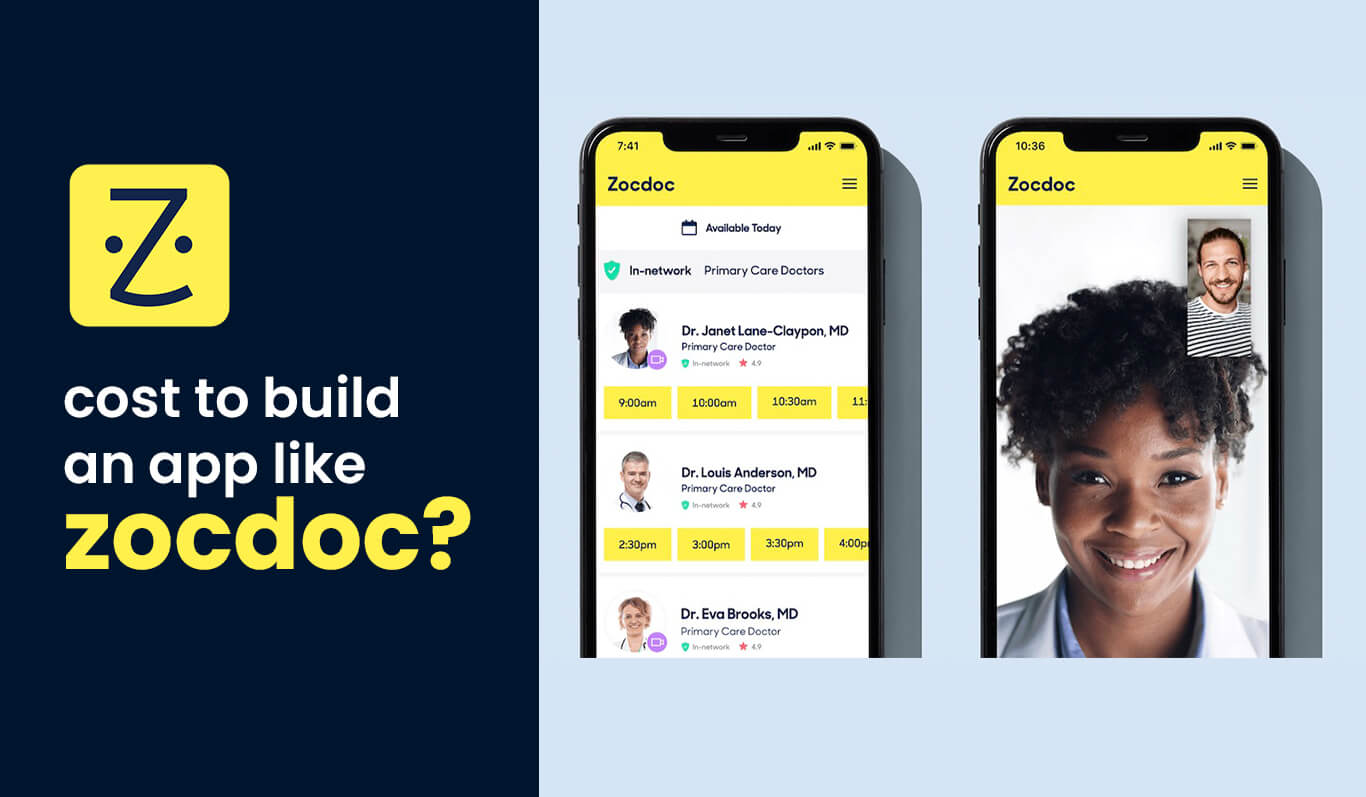 Z
cost to build
an app like
zocdoc?
7:41
Zocdoc
Available Today
In-network Primary Care Doctors
Dr. Janet Lane-Claypon, MD
Primary Care Doctor
In-network 4.9
9:00am 10:00am 10:30am 11:
Dr. Louis Anderson, MD
Primary Care Doctor
In-network 4.9
2:30pm 3:00pm 3:30pm 4:00p
Dr. Eva Brooks, MD
Primary Care Doctor
In-network 4.9
10:36
Zocdoc